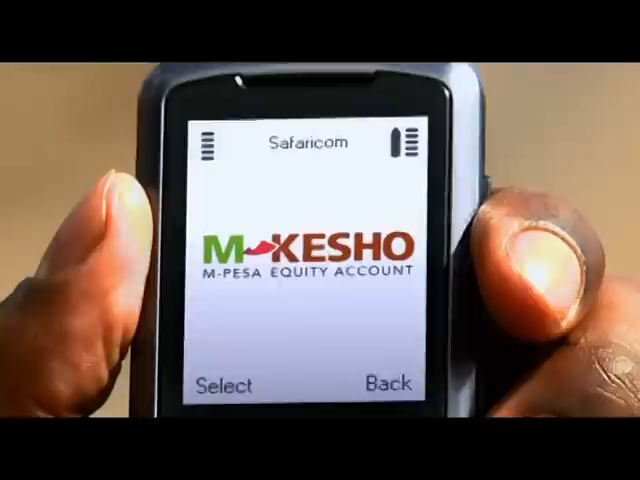 Safaricom
M-KESHO
M-PESA EQUITY ACCOUNT
Select
Back